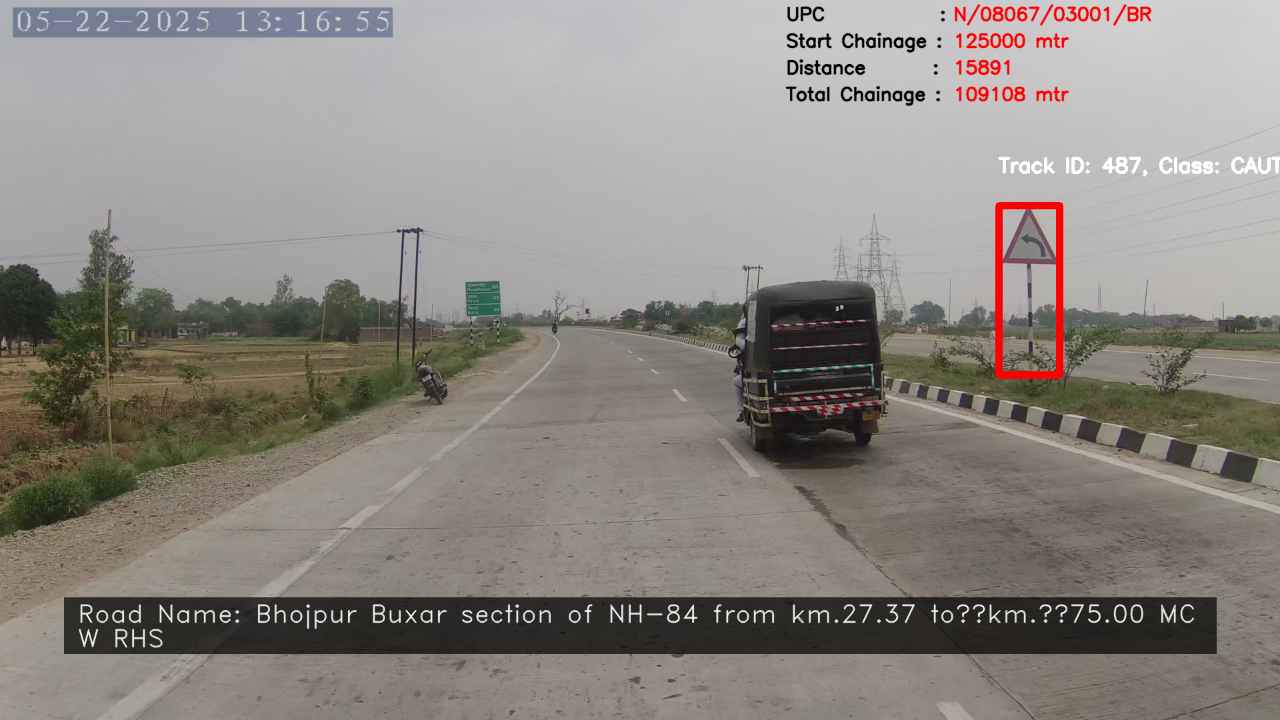 05-22-2025 13:16:55
UPC : N/08067/03001/BR
Start Chainage : 125000 mtr
Distance : 15891
Total Chainage : 109108 mtr
Track ID: 487, Class: CAUT
Road Name: Bhojpur Buxar section of NH-84 from km.27.37 to??km.??75.00 MC
W RHS